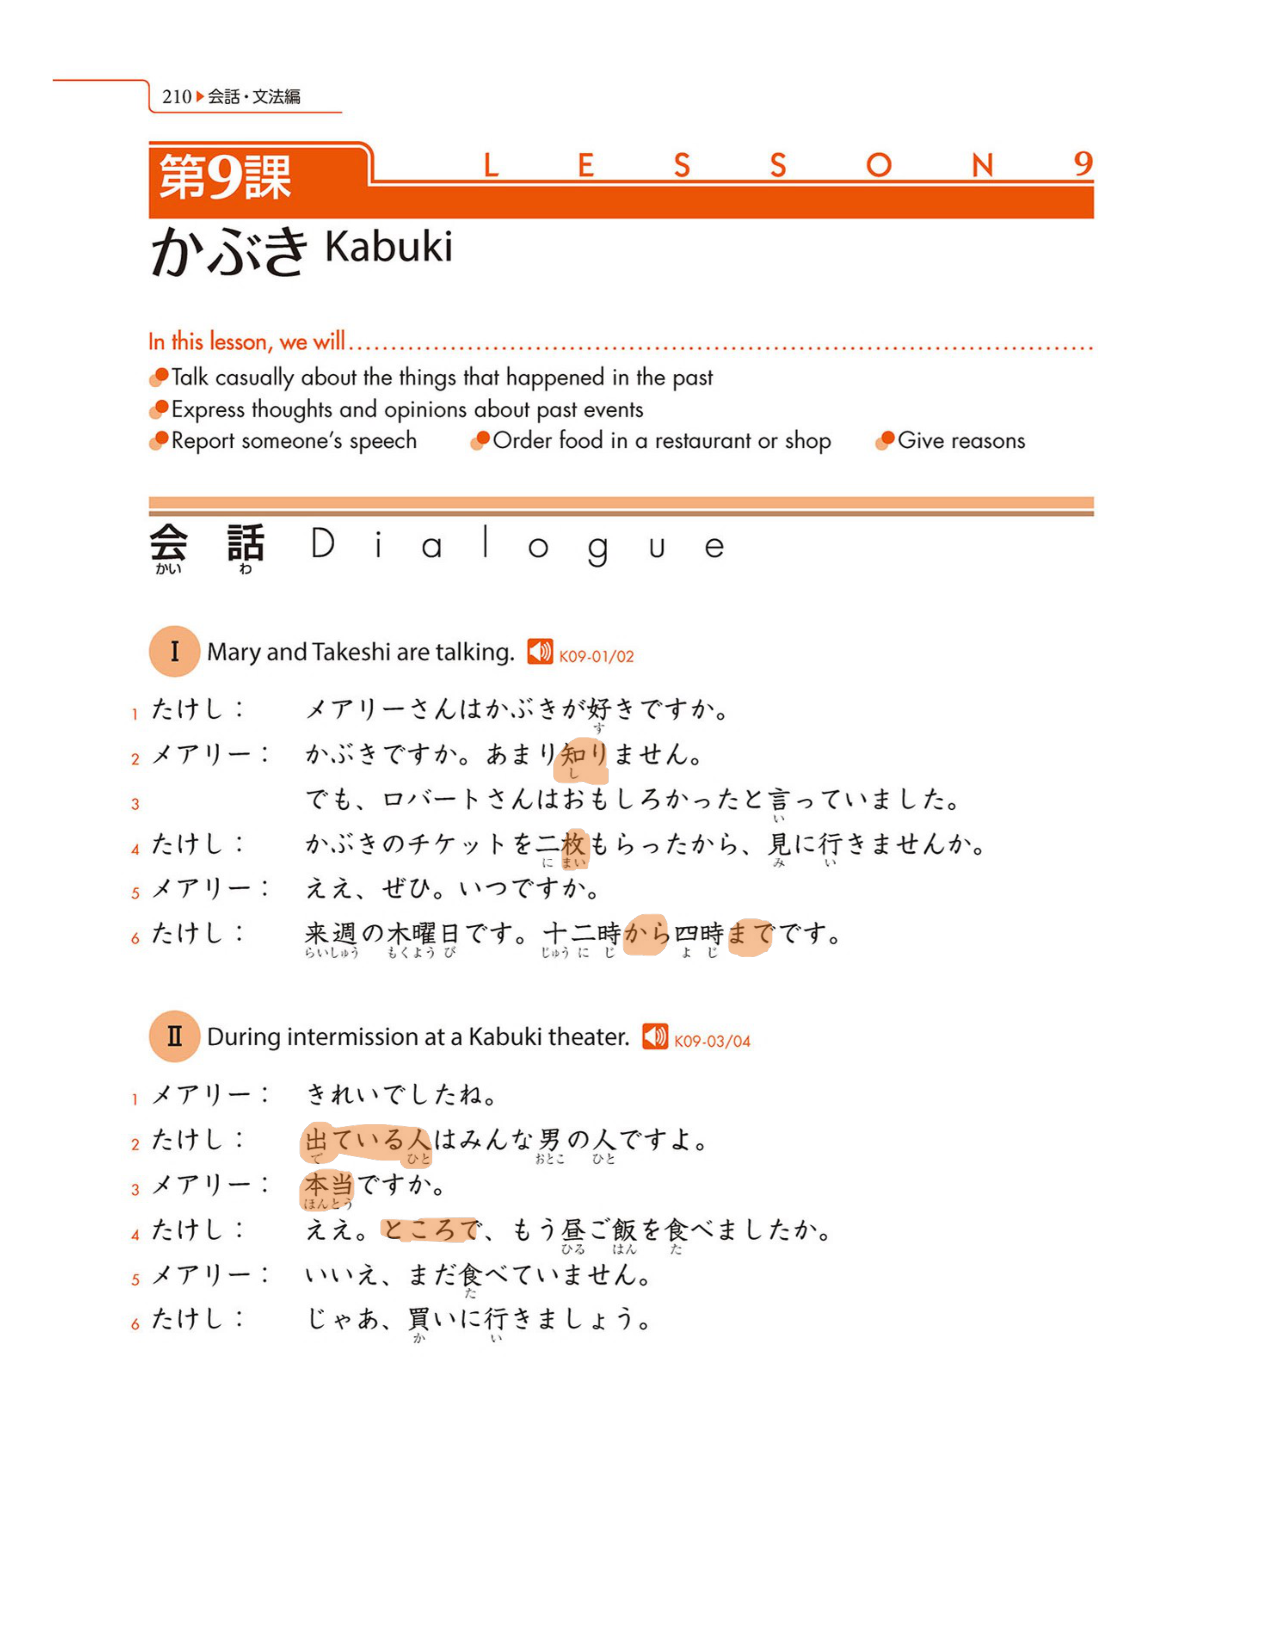 210▶会話・文法編
第9課 LESSON 9
かぶき Kabuki
In this lesson, we will
Talk casually about the things that happened in the past
Express thoughts and opinions about past events
Report someone's speech Order food in a restaurant or shop Give reasons
会話 Dialogue
かい わ
Ⅰ Mary and Takeshi are talking. K09-01/02
1 たけし： メアリーさんはかぶきが好きですか。
す
2 メアリー： かぶきですか。あまり知りません。
し
3 でも、ロバートさんはおもしろかったと言っていました。
い
4 たけし： かぶきのチケットを二枚もらったから、見に行きませんか。
に まい み い
5 メアリー： ええ、ぜひ。いつですか。
6 たけし： 来週の木曜日です。十二時から四時までです。
らいしゅう もくよう び じゅう に じ よ じ
Ⅱ During intermission at a Kabuki theater. K09-03/04
1 メアリー： きれいでしたね。
2 たけし： 出ている人はみんな男の人ですよ。
で ひと おとこ ひと
3 メアリー： 本当ですか。
ほんとう
4 たけし： ええ。ところで、もう昼ご飯を食べましたか。
ひる はん た
5 メアリー： いいえ、まだ食べていません。
た
6 たけし： じゃあ、買いに行きましょう。
か い